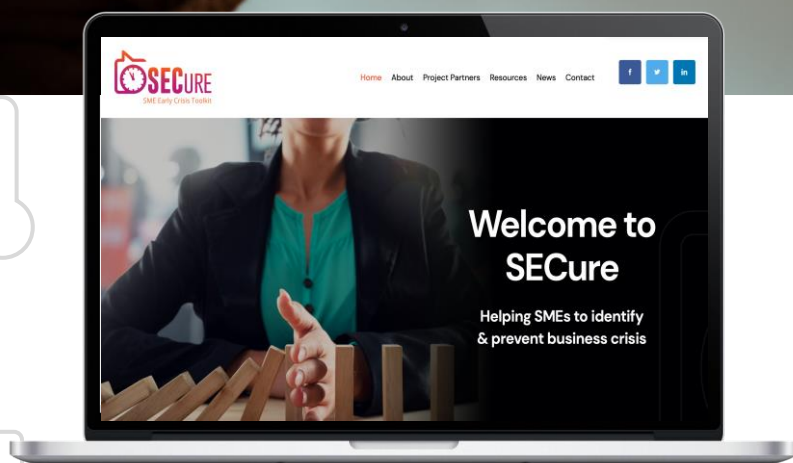 SECURE
SME Early Crisis Toolkit
Home About Project Partners Resources News Contact
f in
Welcome to
SECure
Helping SMEs to identify
& prevent business crisis